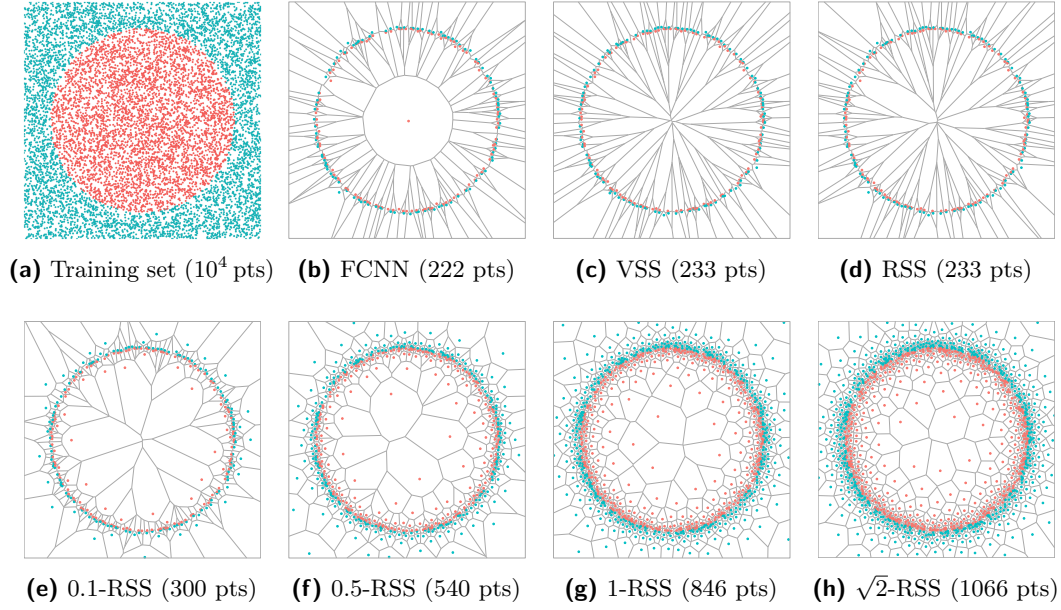 (a) Training set (10⁴ pts)
(b) FCNN (222 pts)
(c) VSS (233 pts)
(d) RSS (233 pts)
(e) 0.1-RSS (300 pts)
(f) 0.5-RSS (540 pts)
(g) 1-RSS (846 pts)
(h) √2-RSS (1066 pts)